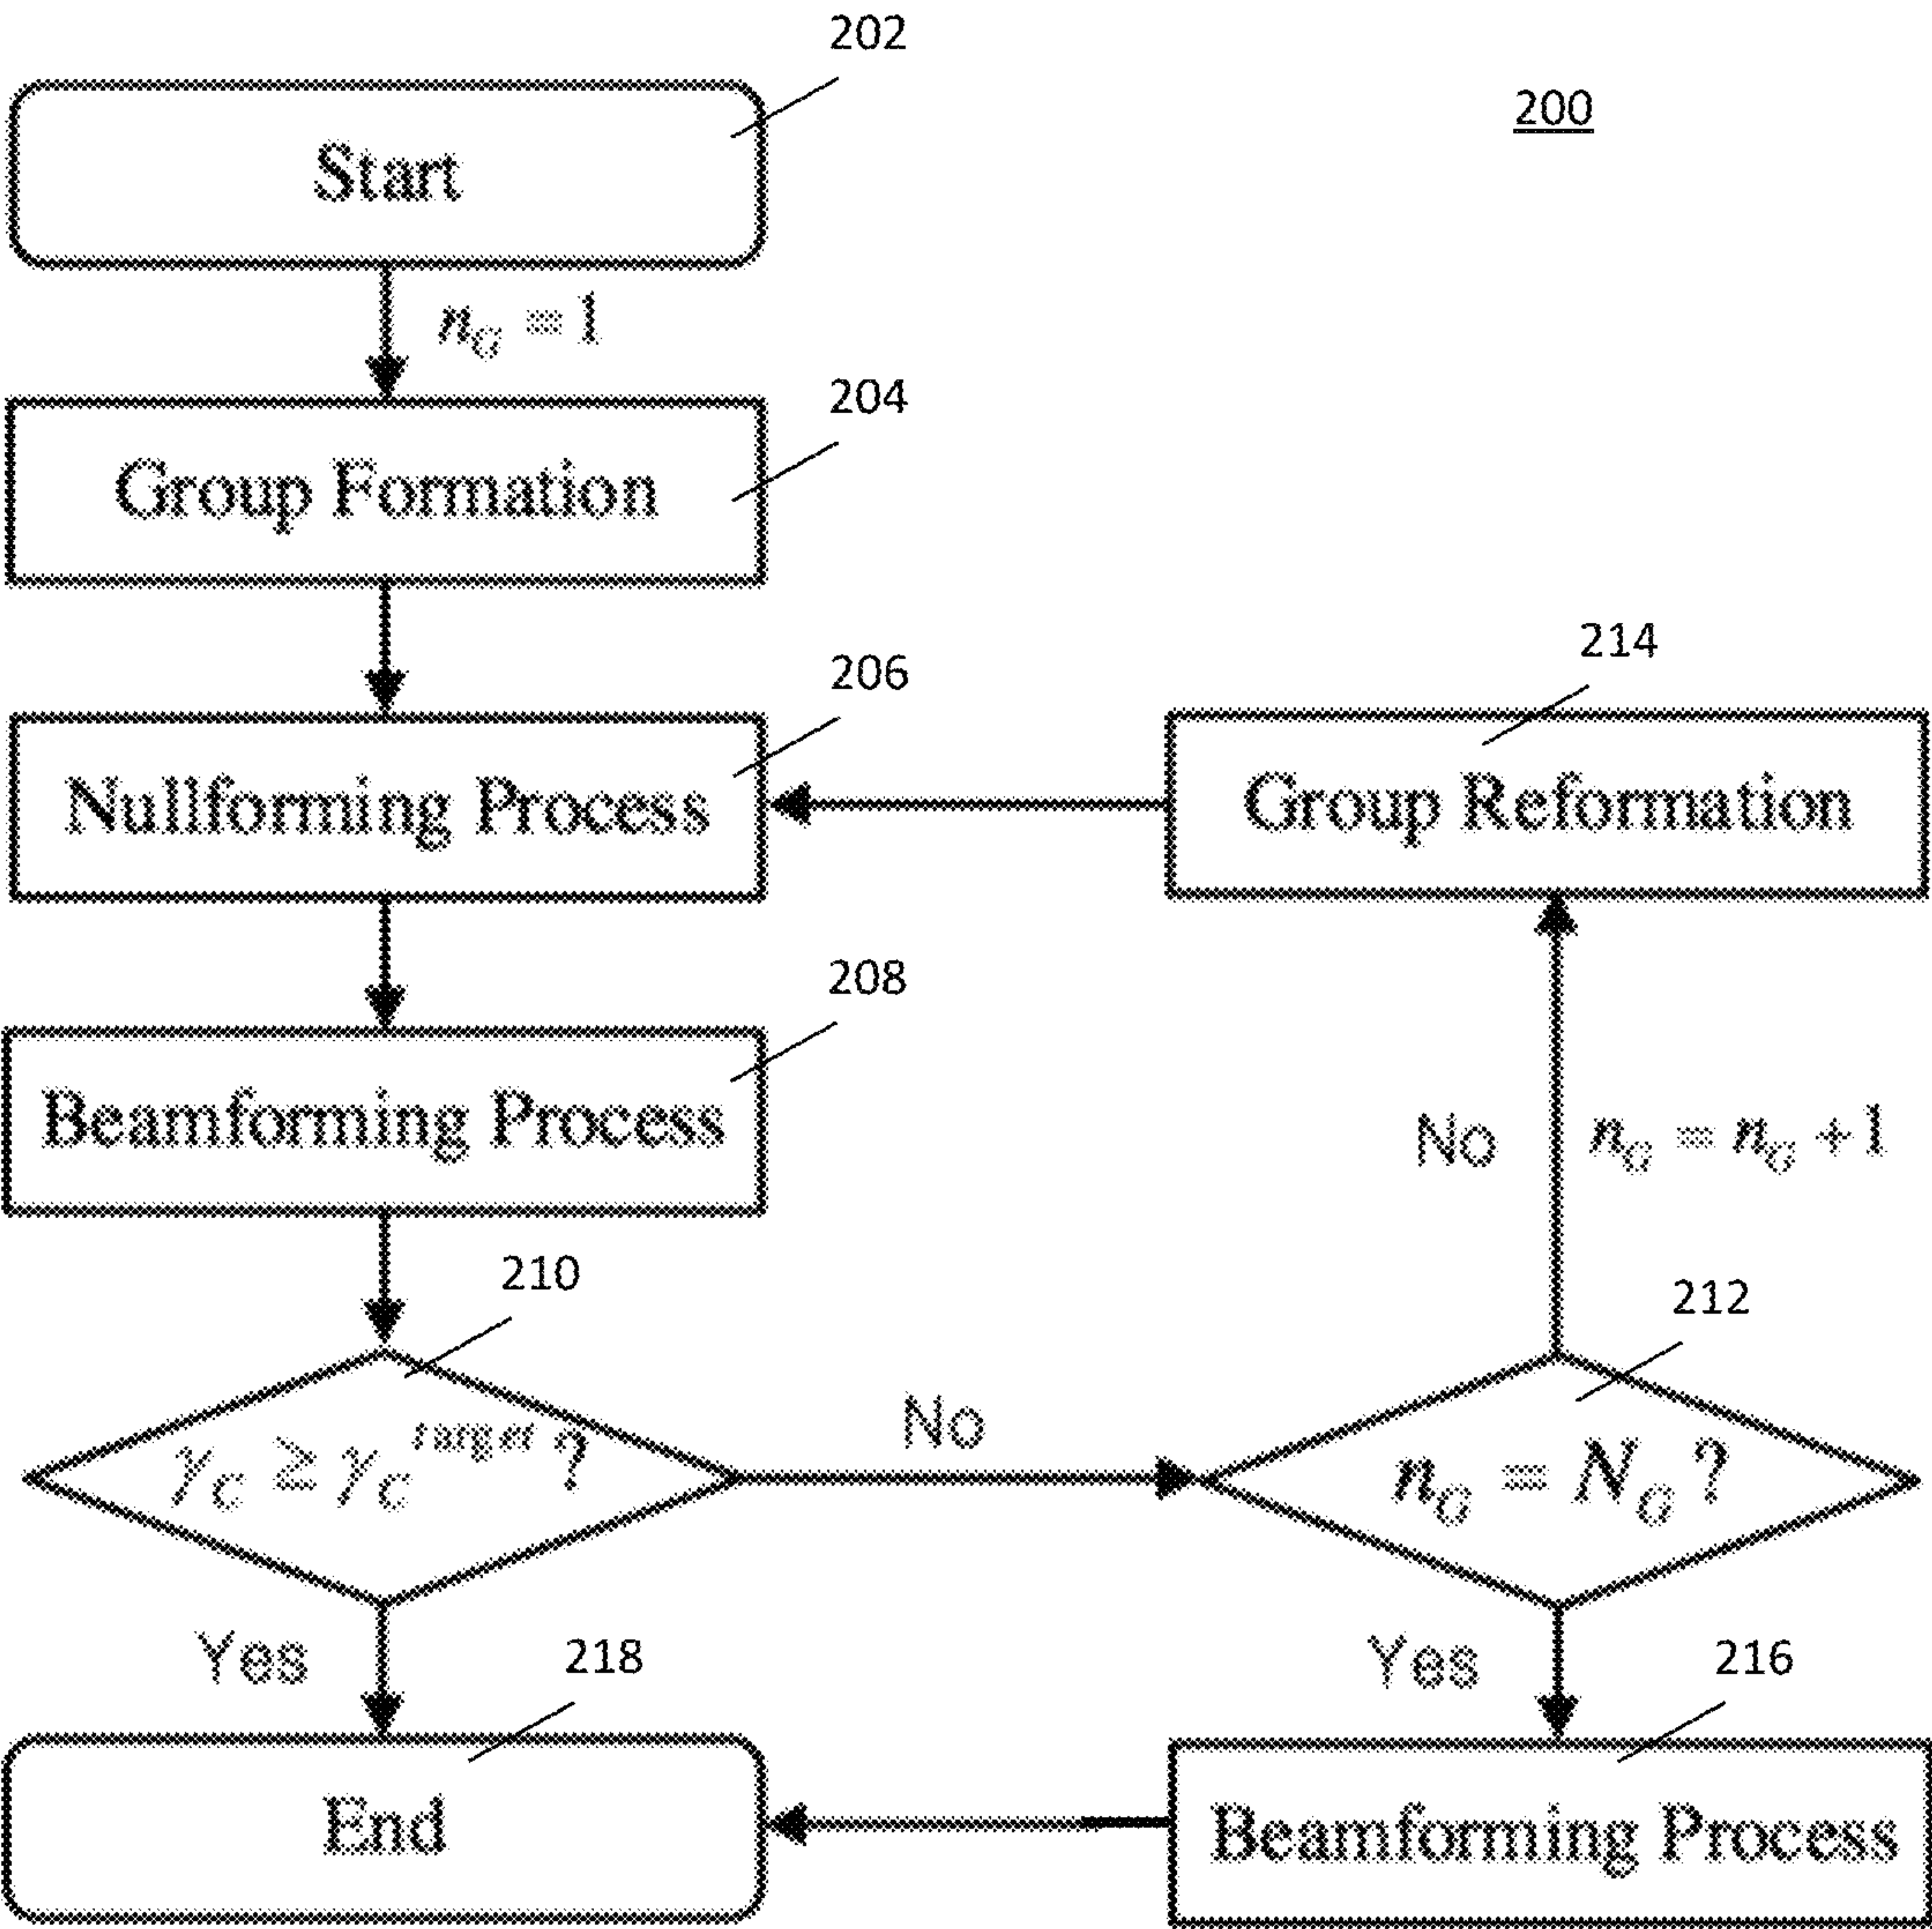 202
200
Start
n_G = 1
204
Group Formation
206
214
Nullforming Process
Group Reformation
208
Beamforming Process
No
n_G = n_G + 1
210
212
γ_C ≥ γ_C^target ?
No
n_G = N_G ?
Yes
218
Yes
216
End
Beamforming Process